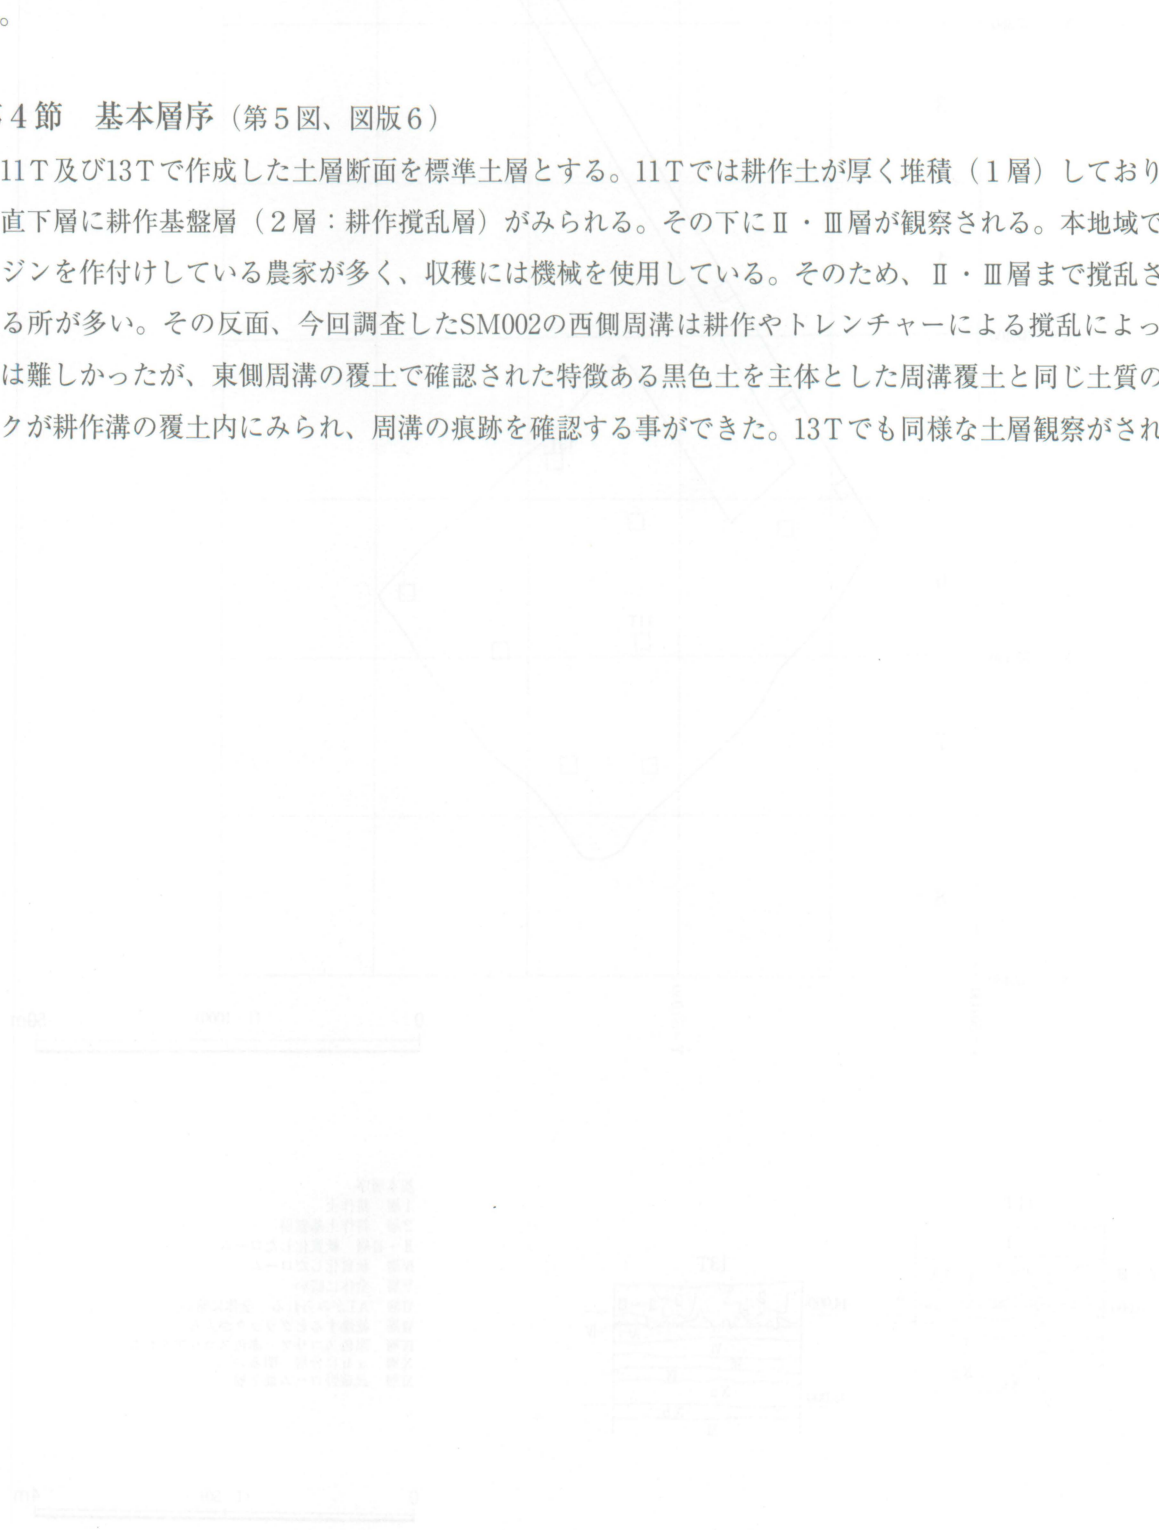 。
4節　基本層序（第５図、図版６）
11Ｔ及び13Ｔで作成した土層断面を標準土層とする。11Ｔでは耕作土が厚く堆積（１層）しており
直下層に耕作基盤層（２層：耕作撹乱層）がみられる。その下にⅡ・Ⅲ層が観察される。本地域で
ジンを作付けしている農家が多く、収穫には機械を使用している。そのため、Ⅱ・Ⅲ層まで撹乱さ
る所が多い。その反面、今回調査したSM002の西側周溝は耕作やトレンチャーによる撹乱によっ
は難しかったが、東側周溝の覆土で確認された特徴ある黒色土を主体とした周溝覆土と同じ土質の
クが耕作溝の覆土内にみられ、周溝の痕跡を確認する事ができた。13Ｔでも同様な土層観察がされ